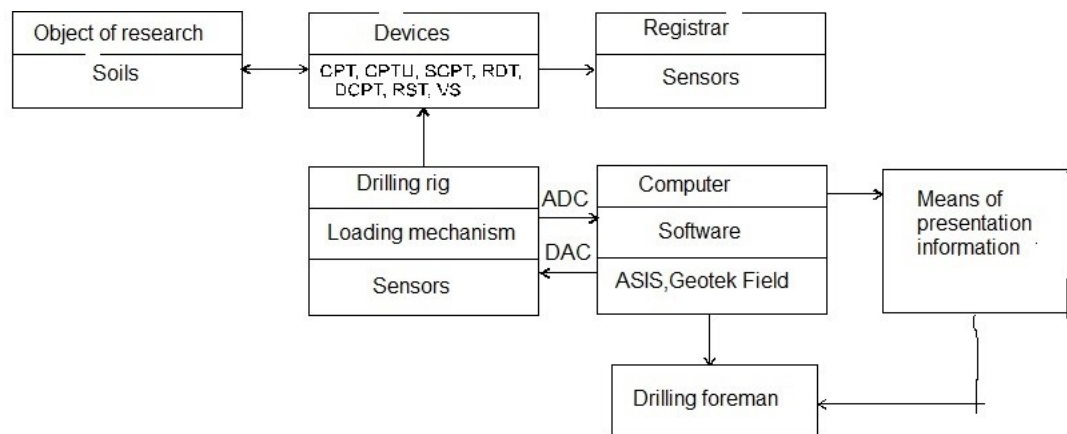 Object of research
Soils
Devices
CPT, CPTU, SCPT, RDT,
DCPT, RST, VS
Registrar
Sensors
Drilling rig
Loading mechanism
Sensors
ADC
DAC
Computer
Software
ASIS,Geotek Field
Means of
presentation
information
Drilling foreman